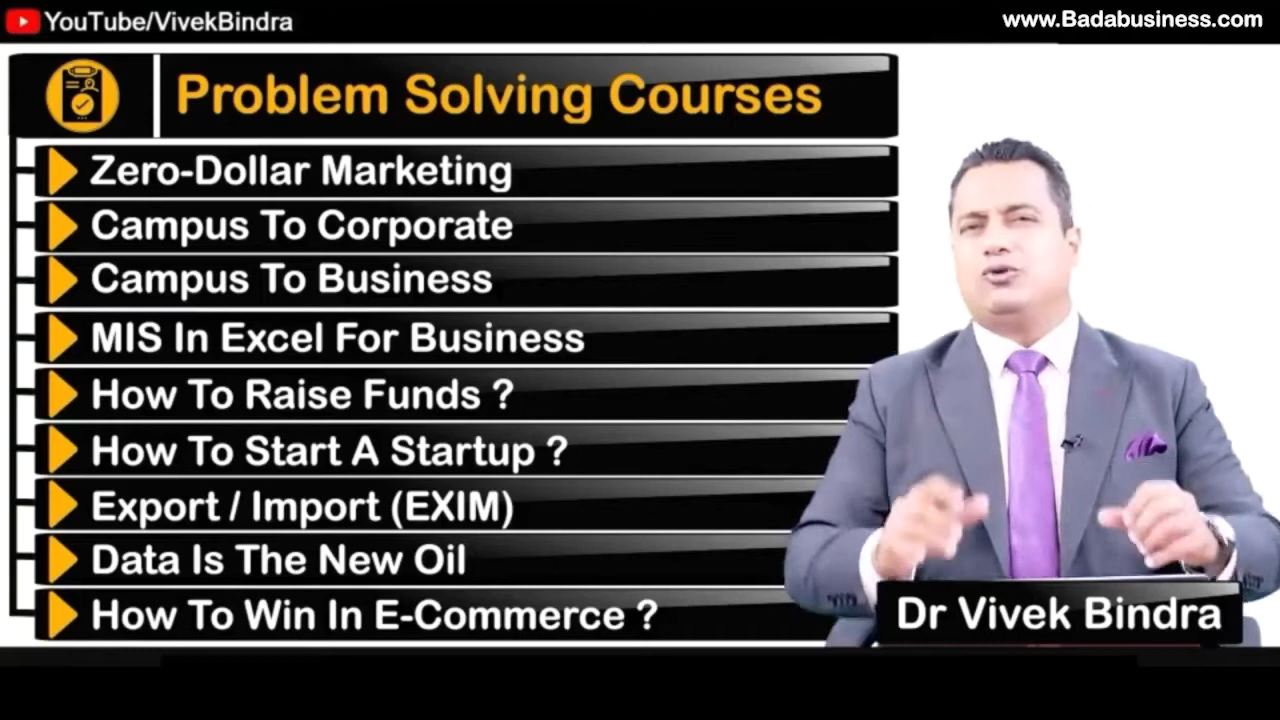 YouTube/VivekBindra
www.Badabusiness.com
Problem Solving Courses
Zero-Dollar Marketing
Campus To Corporate
Campus To Business
MIS In Excel For Business
How To Raise Funds ?
How To Start A Startup ?
Export / Import (EXIM)
Data Is The New Oil
How To Win In E-Commerce ?
Dr Vivek Bindra